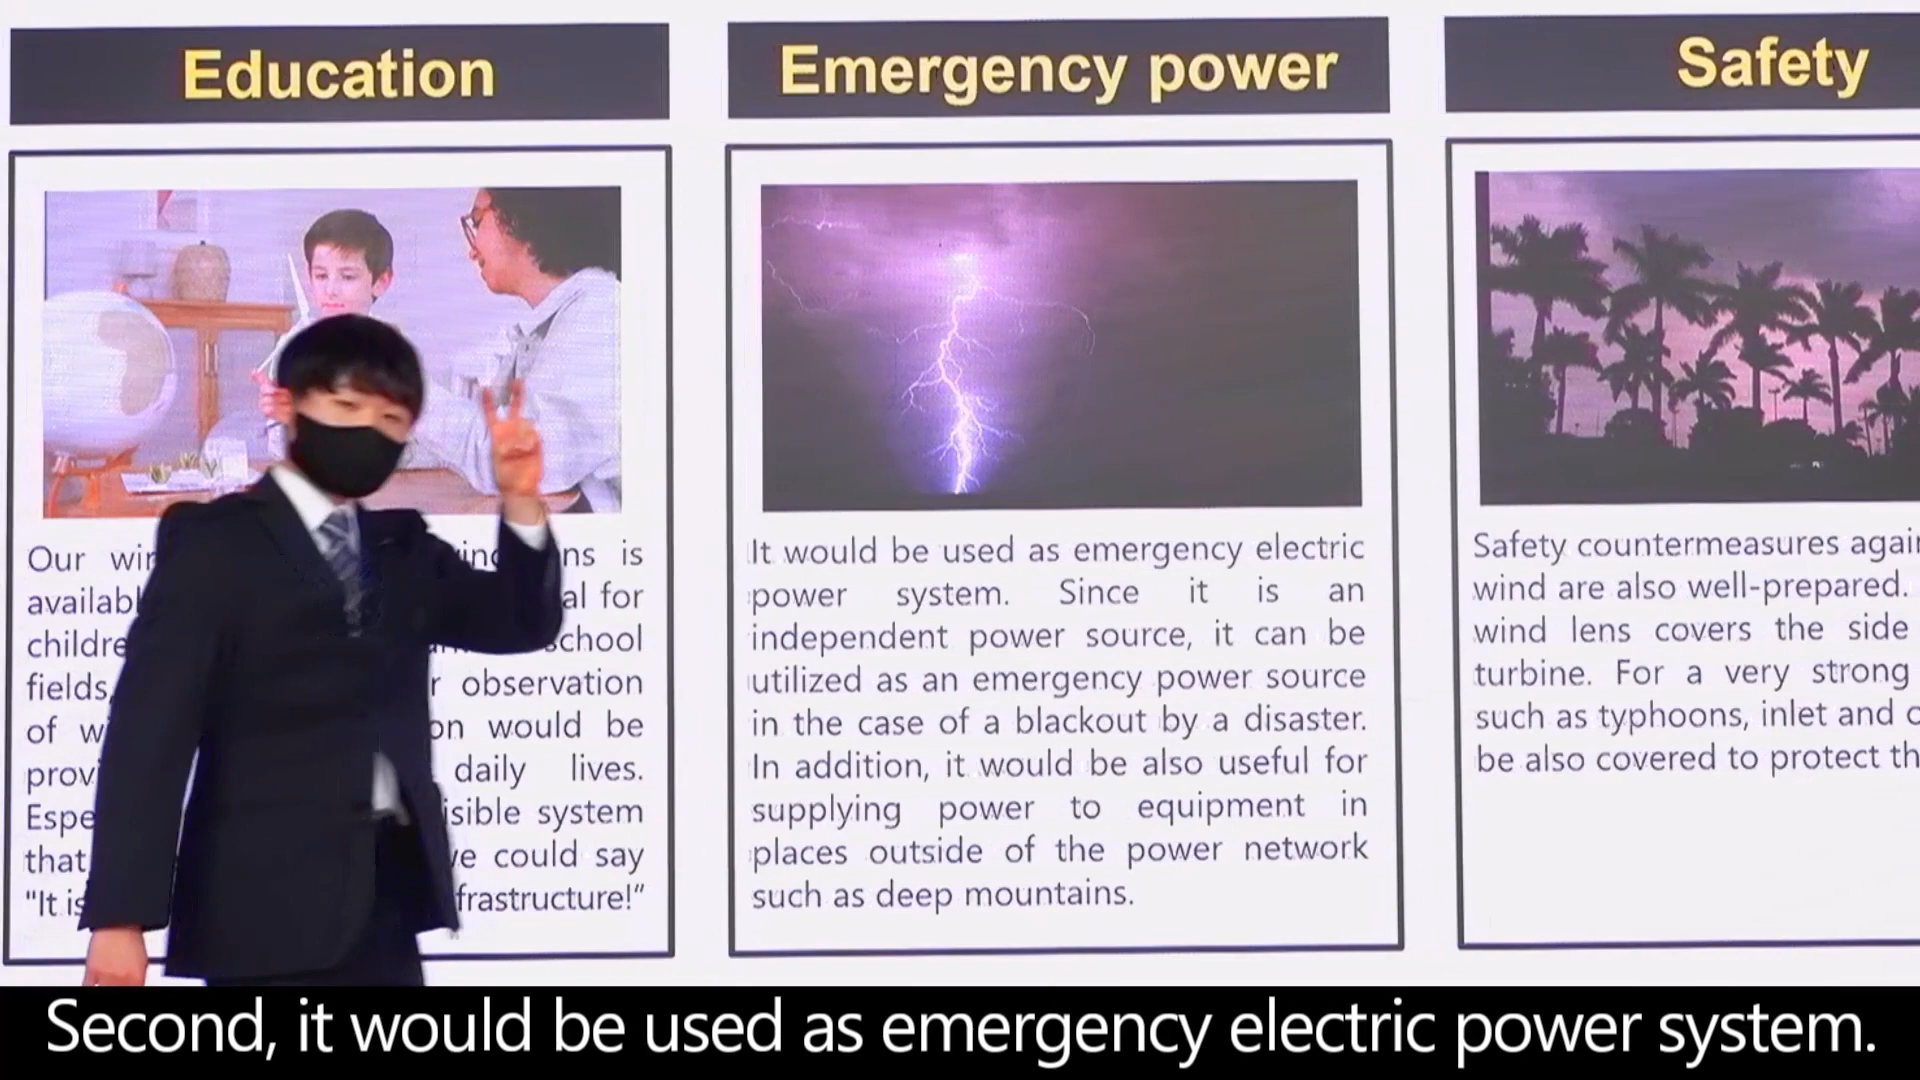 Education
Our
is
availabl
al for
childre
school
fields,
r observation
of w
on would be
prov
daily lives.
Espe
isible system
that
ve could say
"It is
frastructure!"
Emergency power
It would be used as emergency electric
power system. Since it is an
independent power source, it can be
utilized as an emergency power source
in the case of a blackout by a disaster.
In addition, it would be also useful for
supplying power to equipment in
places outside of the power network
such as deep mountains.
Safety
Safety countermeasures again
wind are also well-prepared.
wind lens covers the side
turbine. For a very strong
such as typhoons, inlet and
be also covered to protect th
Second, it would be used as emergency electric power system.